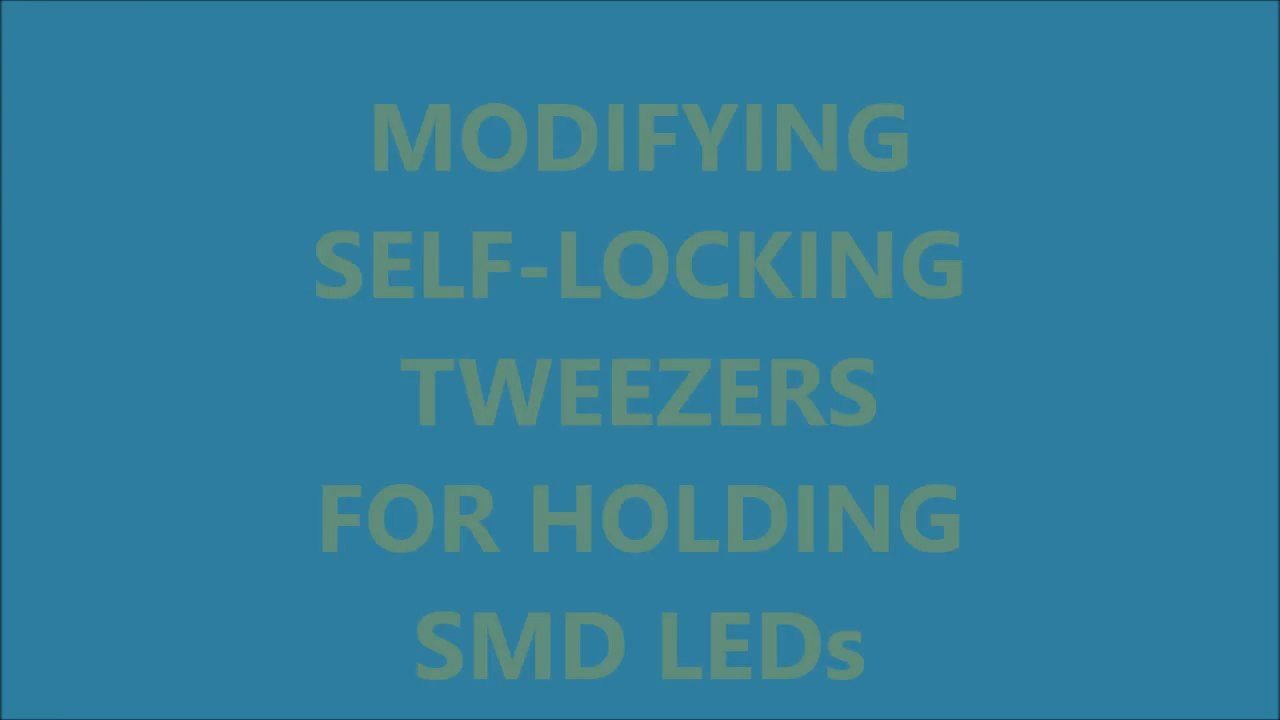 MODIFYING
SELF-LOCKING
TWEEZERS
FOR HOLDING
SMD LEDs